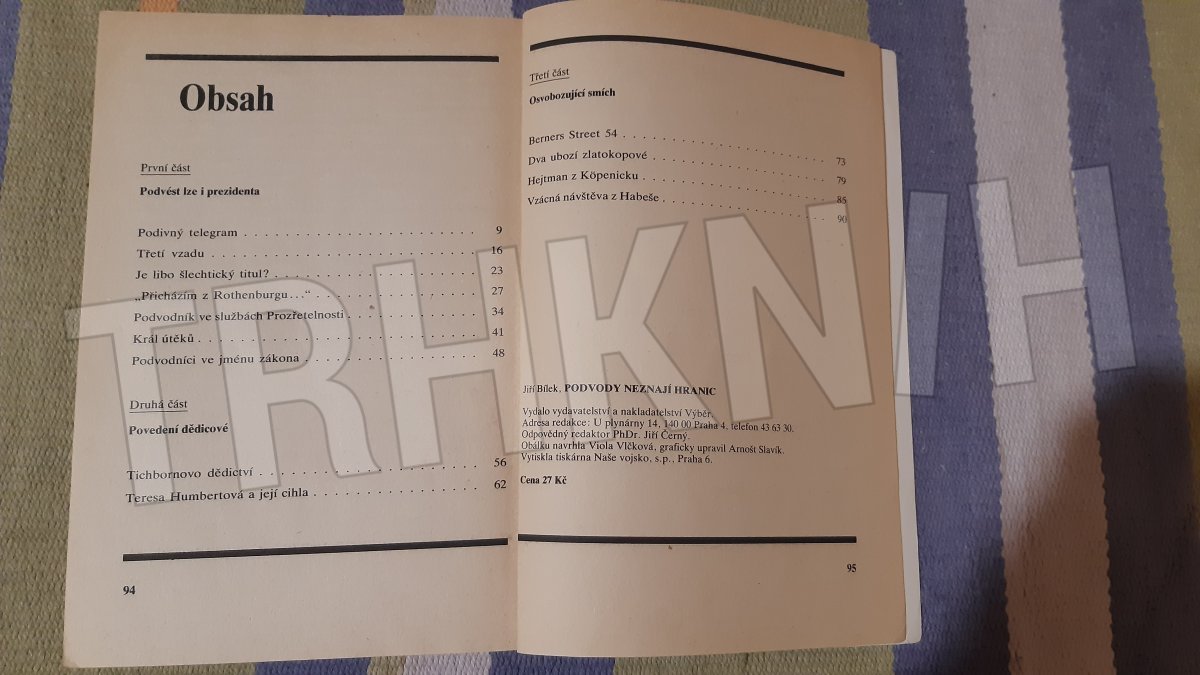 Obsah
První část
Podvést lze i prezidenta
Podivný telegram . . . . . . . . . . . . . . . . . . . . . . . 9
Třetí vzadu . . . . . . . . . . . . . . . . . . . . . . . . . . 16
Je libo šlechtický titul? . . . . . . . . . . . . . . . . . . . . 23
„Přicházím z Rothenburgu...“ . . . . . . . . . . . . . . . . 27
Podvodník ve službách Prozřetelnosti . . . . . . . . . . . . . 34
Král útěků . . . . . . . . . . . . . . . . . . . . . . . . . . . 41
Podvodníci ve jménu zákona . . . . . . . . . . . . . . . . . 48
Druhá část
Povedení dědicové
Tichbornovo dědictví . . . . . . . . . . . . . . . . . . . . . 56
Teresa Humbertová a její cihla . . . . . . . . . . . . . . . . 62
94
Třetí část
Osvobozující smích
Berners Street 54 . . . . . . . . . . . . . . . . . . . . 73
Dva ubozí zlatokopové . . . . . . . . . . . . . . . . . 79
Hejtman z Köpenicku . . . . . . . . . . . . . . . . . . 85
Vzácná návštěva z Habeše . . . . . . . . . . . . . . . . 90
Jiří Bílek, PODVODY NEZNAJÍ HRANIC
Vydalo vydavatelství a nakladatelství Výběr.
Adresa redakce: U plynárny 14, 140 00 Praha 4, telefon 43 63 30.
Odpovědný redaktor PhDr. Jiří Černý.
Obálku navrhla Viola Vlčková, graficky upravil Arnošt Slavík.
Vytiskla tiskárna Naše vojsko, s.p., Praha 6.
Cena 27 Kč
95
TRHKNIH